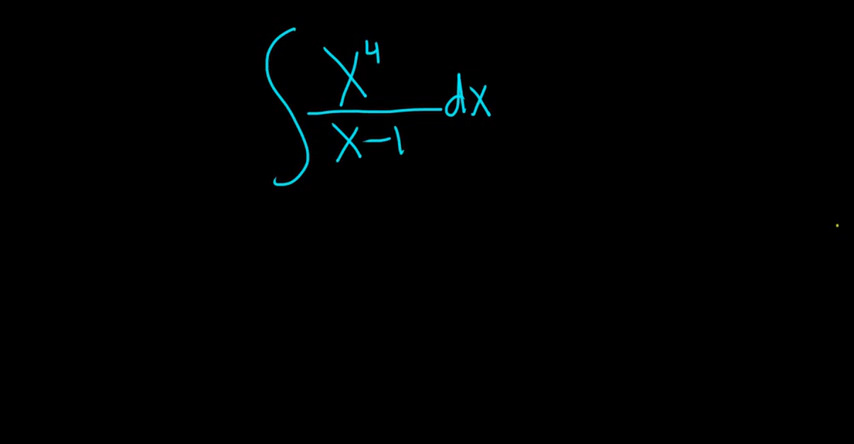 ∫ x⁴/(x-1) dx